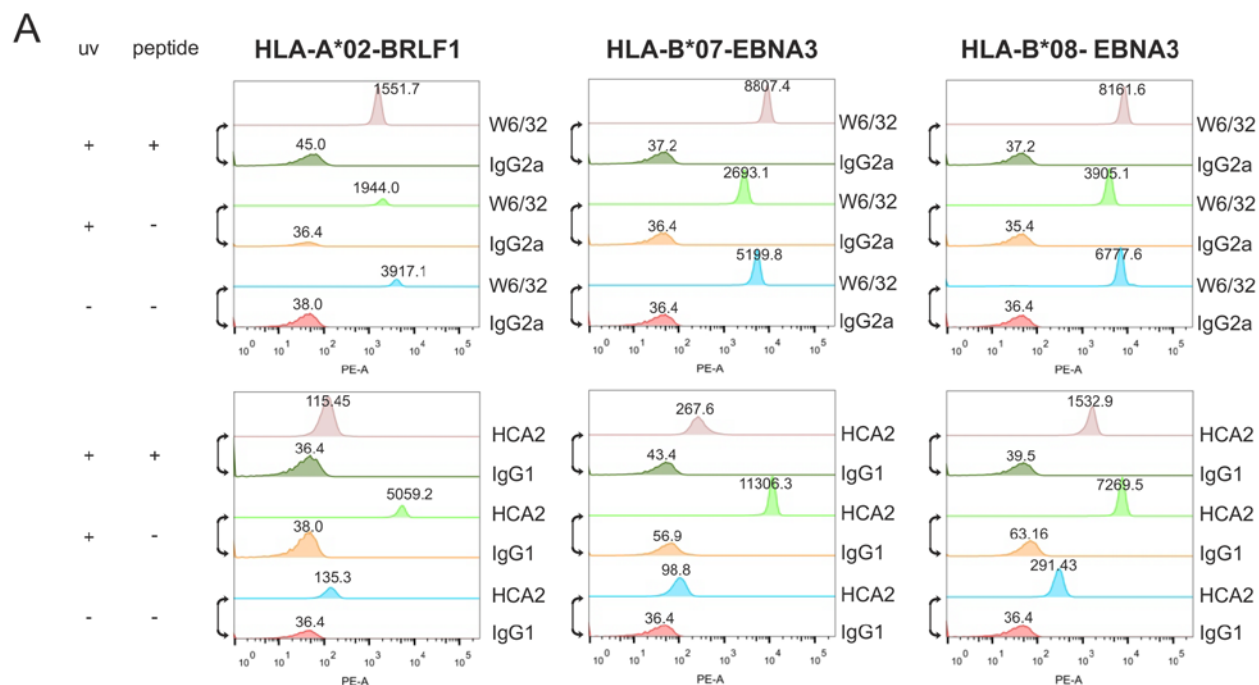 A
uv peptide HLA-A*02-BRLF1 HLA-B*07-EBNA3 HLA-B*08- EBNA3
1551.7 W6/32 8807.4 W6/32 8161.6 W6/32
+ + 45.0 IgG2a 37.2 IgG2a 37.2 IgG2a
1944.0 W6/32 2693.1 W6/32 3905.1 W6/32
+ - 36.4 IgG2a 36.4 IgG2a 35.4 IgG2a
3917.1 W6/32 5199.8 W6/32 6777.6 W6/32
- - 38.0 IgG2a 36.4 IgG2a 36.4 IgG2a
10^0 10^1 10^2 10^3 10^4 10^5 10^0 10^1 10^2 10^3 10^4 10^5 10^0 10^1 10^2 10^3 10^4 10^5
PE-A PE-A PE-A
115.45 HCA2 267.6 HCA2 1532.9 HCA2
+ + 36.4 IgG1 43.4 IgG1 39.5 IgG1
5059.2 HCA2 11306.3 HCA2 7269.5 HCA2
+ - 38.0 IgG1 56.9 IgG1 63.16 IgG1
135.3 HCA2 98.8 HCA2 291.43 HCA2
- - 36.4 IgG1 36.4 IgG1 36.4 IgG1
10^0 10^1 10^2 10^3 10^4 10^5 10^0 10^1 10^2 10^3 10^4 10^5 10^0 10^1 10^2 10^3 10^4 10^5
PE-A PE-A PE-A